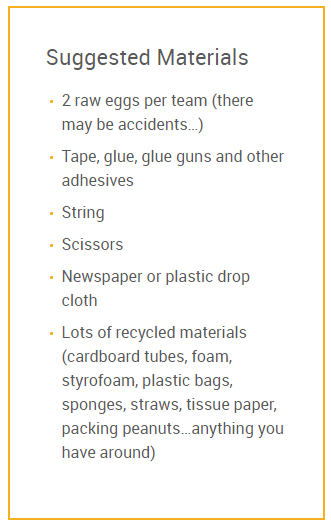 Suggested Materials
2 raw eggs per team (there
may be accidents…)
Tape, glue, glue guns and other
adhesives
String
Scissors
Newspaper or plastic drop
cloth
Lots of recycled materials
(cardboard tubes, foam,
styrofoam, plastic bags,
sponges, straws, tissue paper,
packing peanuts…anything you
have around)